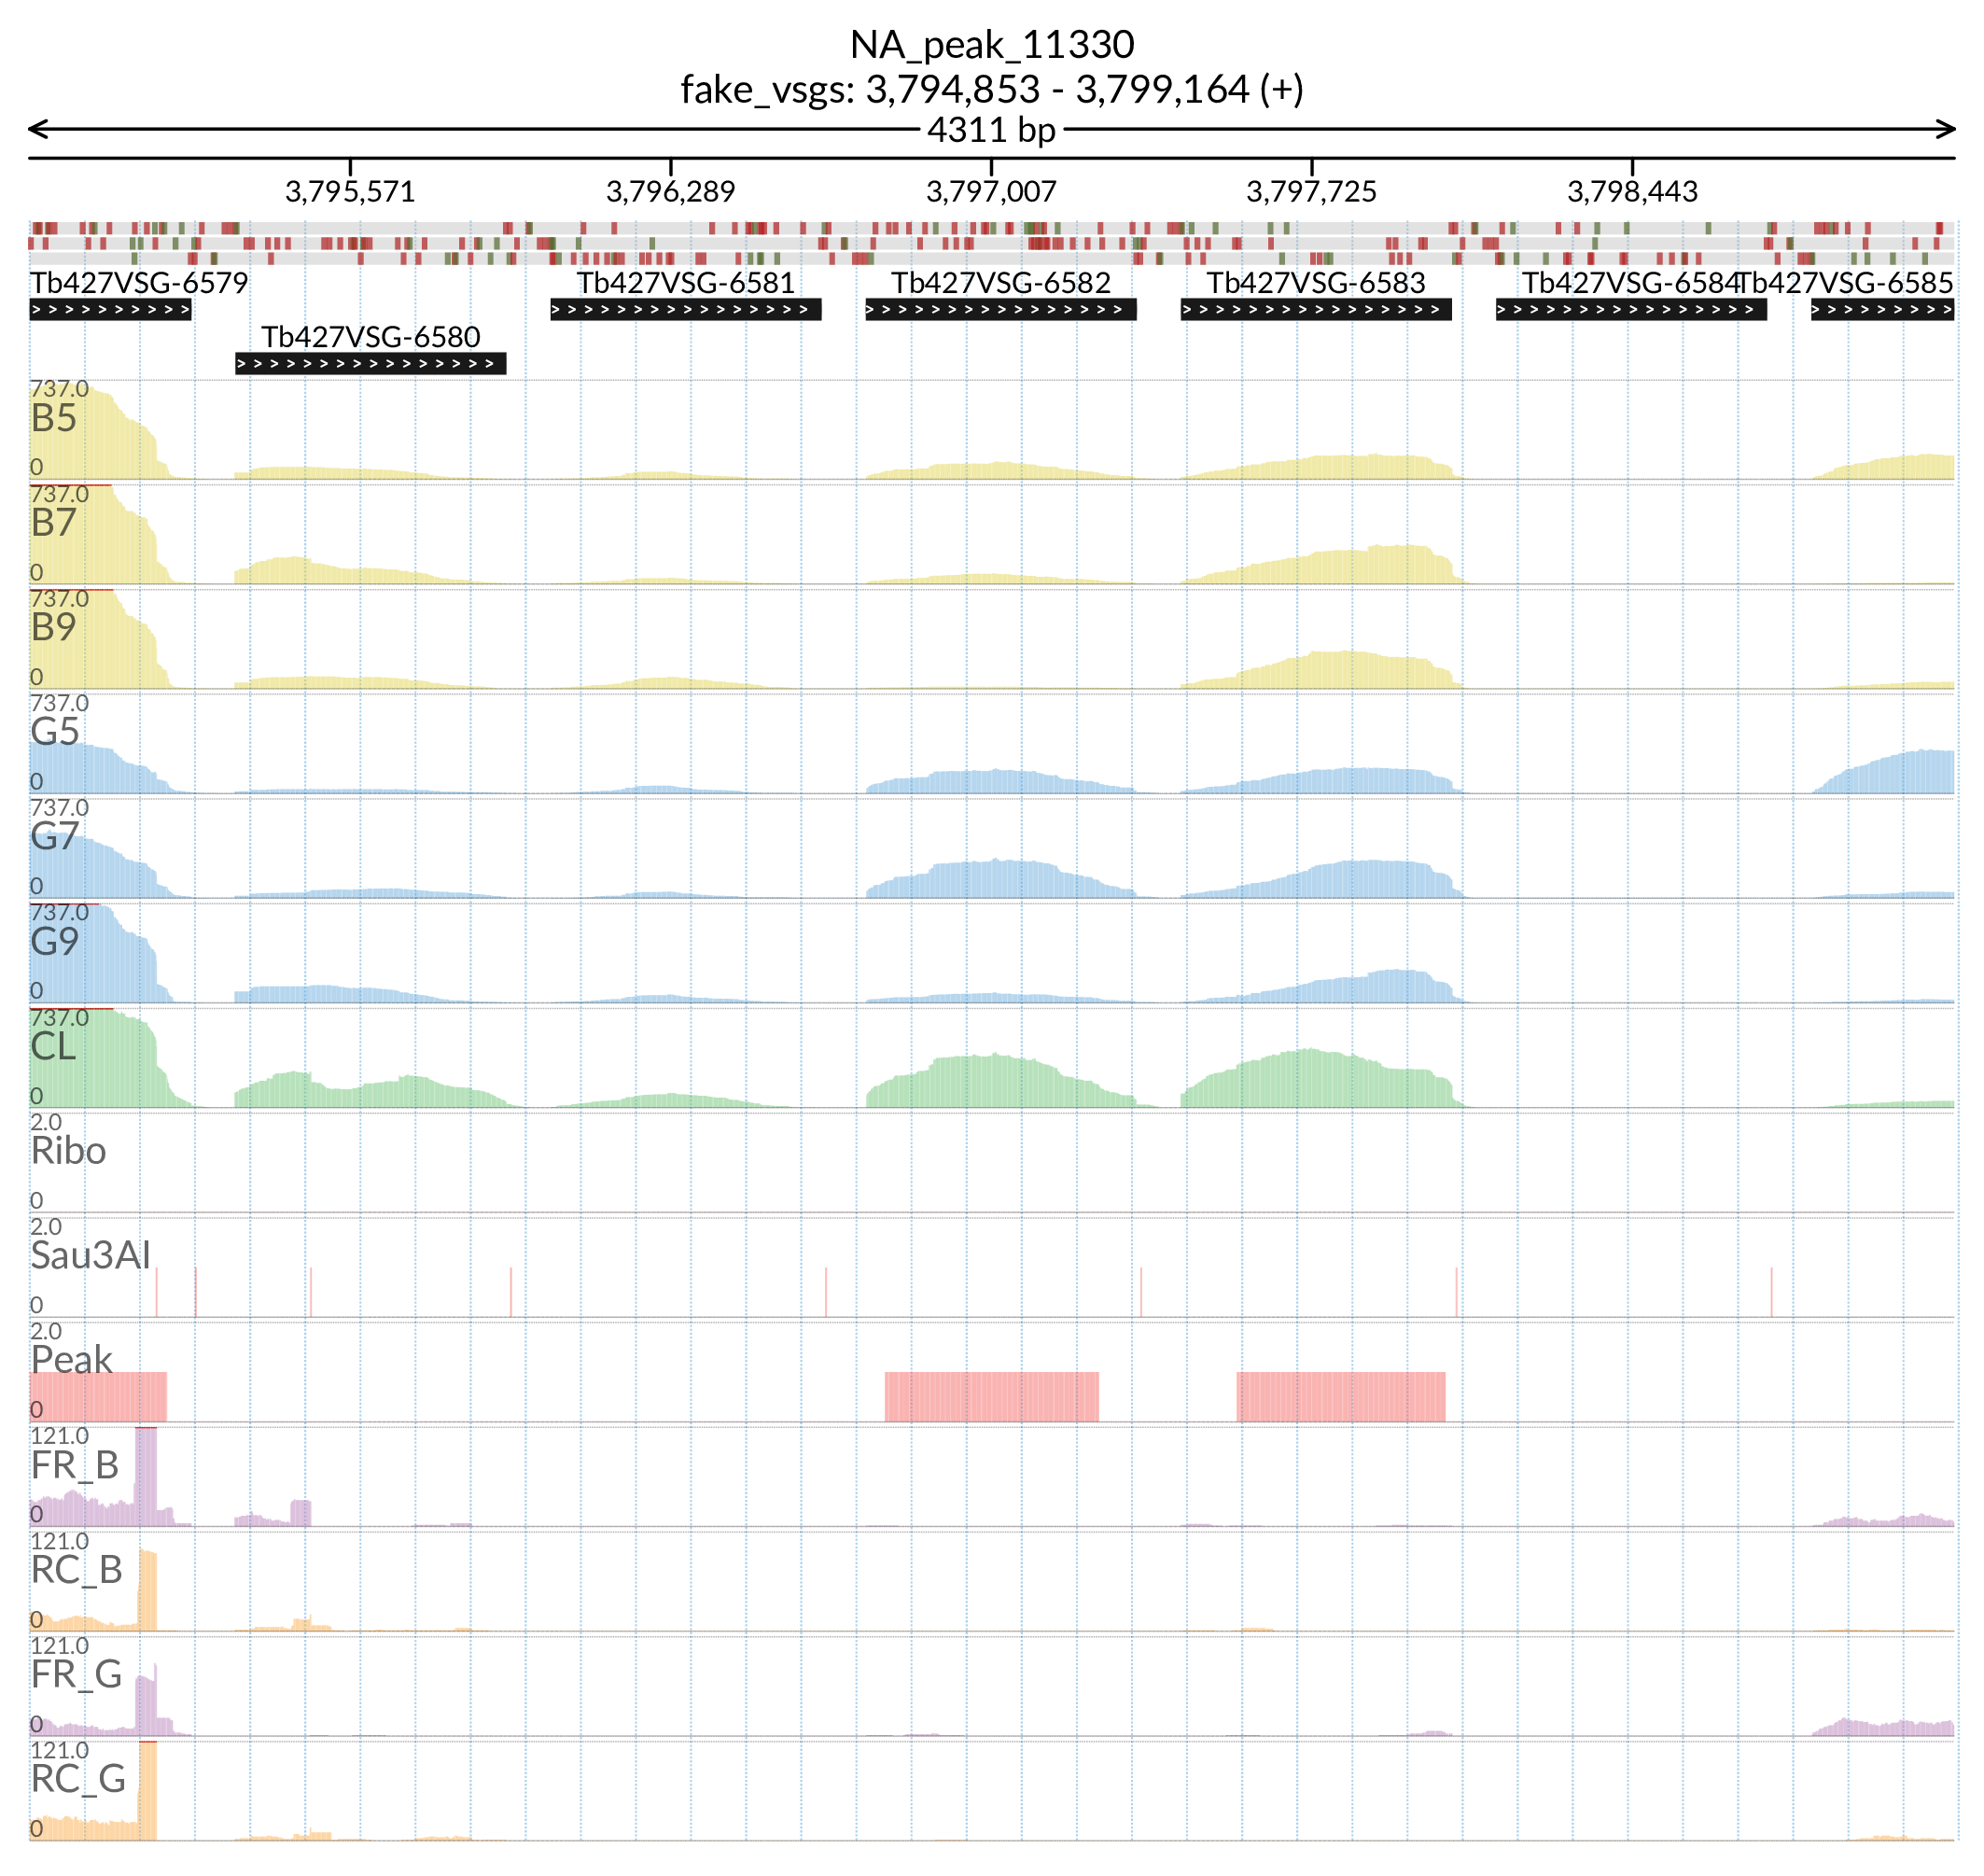 NA_peak_11330
fake_vsgs: 3,794,853 - 3,799,164 (+)
4311 bp
3,795,571 3,796,289 3,797,007 3,797,725 3,798,443
Tb427VSG-6579 Tb427VSG-6581 Tb427VSG-6582 Tb427VSG-6583 Tb427VSG-6584 Tb427VSG-6585
Tb427VSG-6580
737.0
B5
0
737.0
B7
0
737.0
B9
0
737.0
G5
0
737.0
G7
0
737.0
G9
0
737.0
CL
0
2.0
Ribo
0
2.0
Sau3AI
0
2.0
Peak
0
121.0
FR_B
0
121.0
RC_B
0
121.0
FR_G
0
121.0
RC_G
0